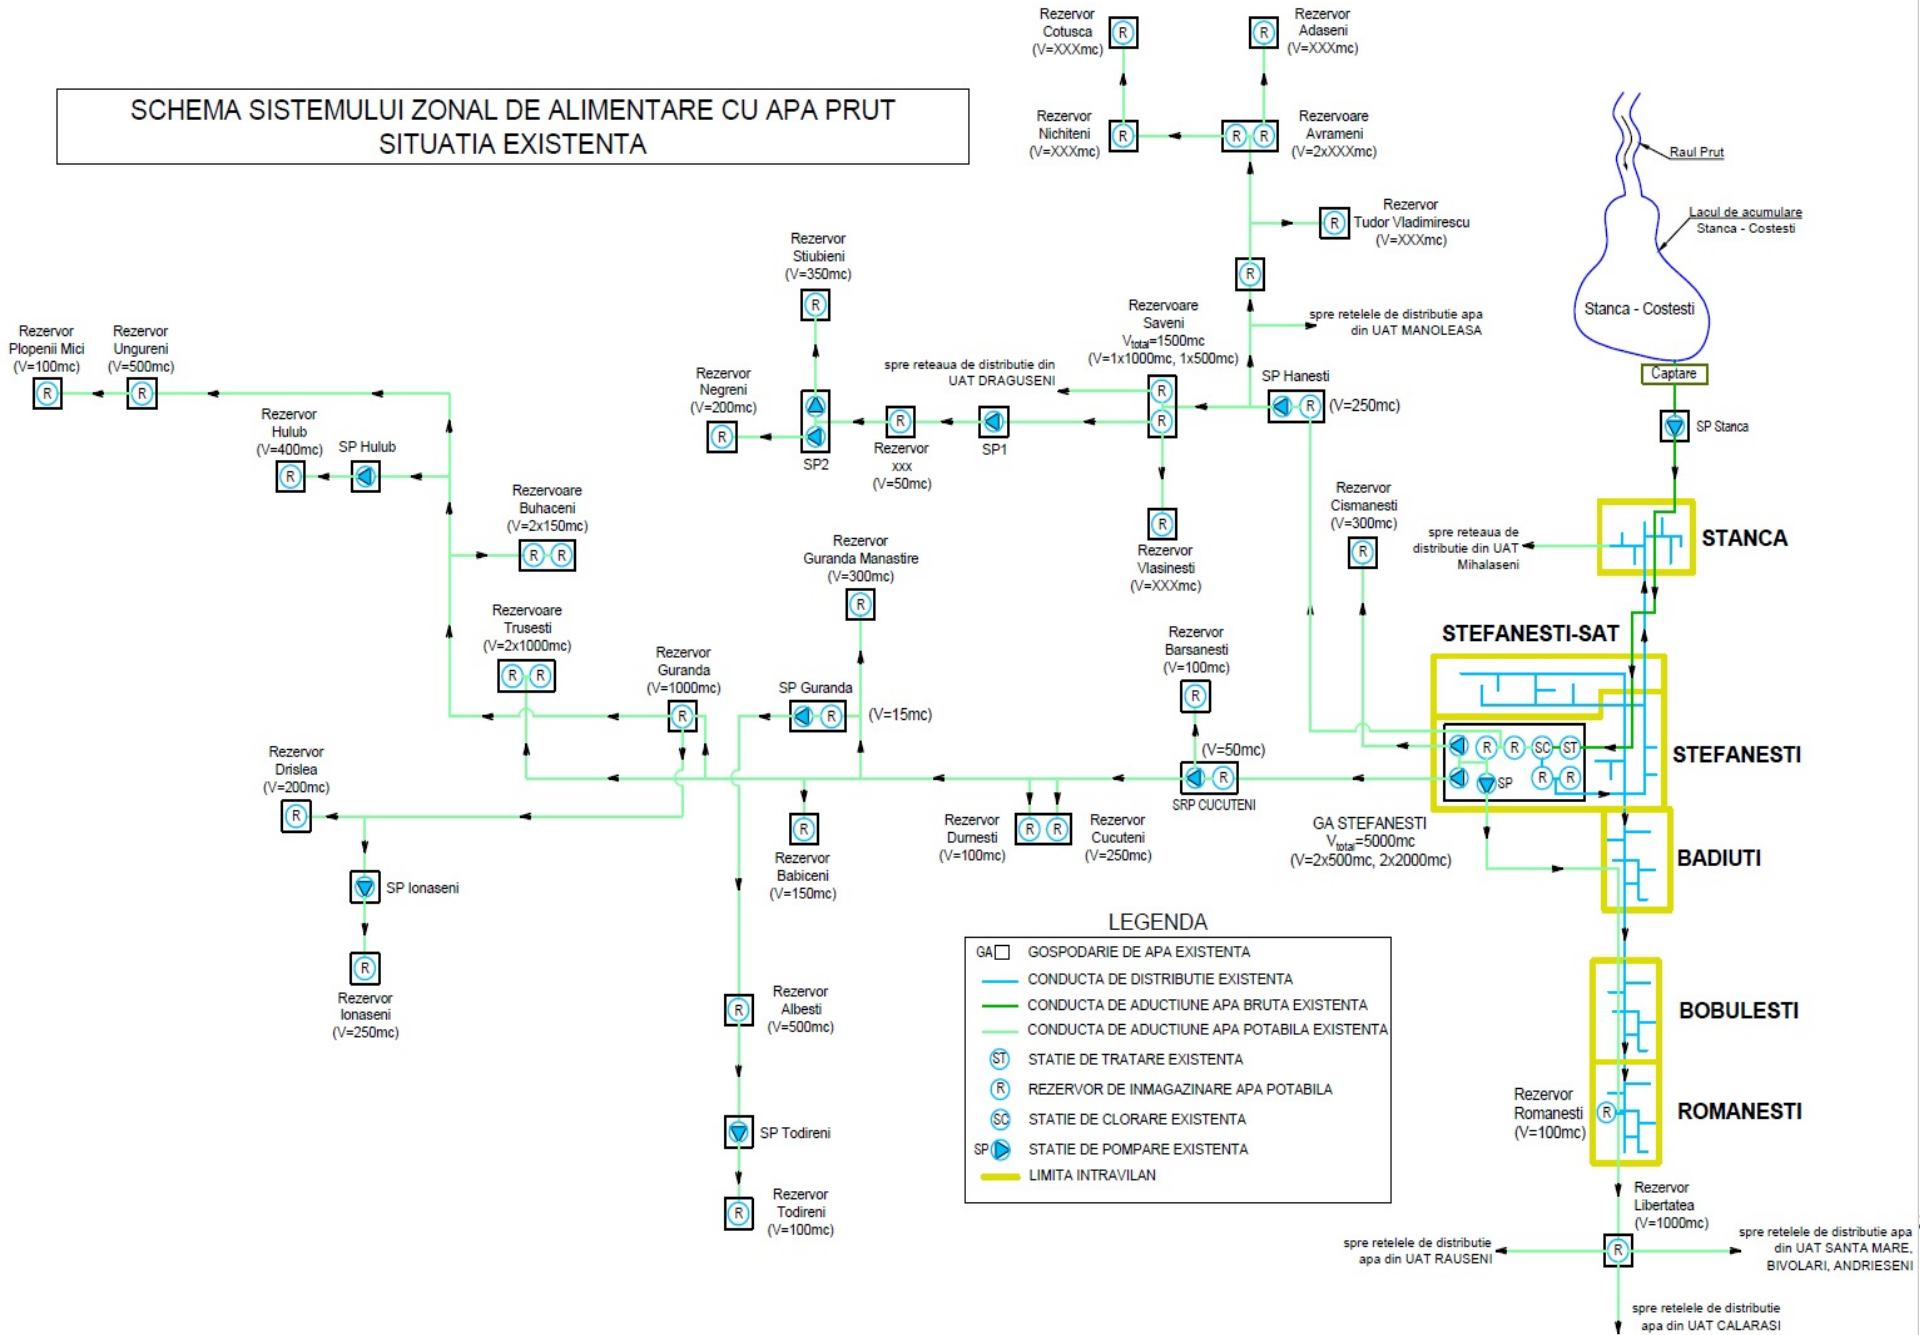 SCHEMA SISTEMULUI ZONAL DE ALIMENTARE CU APA PRUT
SITUATIA EXISTENTA
Rezervor
Cotusca
(V=XXXmc)
R
Rezervor
Adaseni
(V=XXXmc)
R
Rezervor
Nichiteni
(V=XXXmc)
R
R R
Rezervoare
Avrameni
(V=2xXXXmc)
Raul Prut
Lacul de acumulare
Stanca - Costesti
Stanca - Costesti
Captare
SP Stanca
R
Rezervor
Tudor Vladimirescu
(V=XXXmc)
R
spre retelele de distributie apa
din UAT MANOLEASA
Rezervor
Stiubeni
(V=350mc)
R
Rezervoare
Saveni
Vtotal=1500mc
(V=1x1000mc, 1x500mc)
R
R
spre reteaua de distributie din
UAT DRAGUSENI
SP Hanesti
R
(V=250mc)
Rezervor
Plopenii Mici
(V=100mc)
R
Rezervor
Ungureni
(V=500mc)
R
Rezervor
Negreni
(V=200mc)
R
SP2
R
Rezervor
xxx
(V=50mc)
SP1
Rezervor
Hulub
(V=400mc)
R
SP Hulub
Rezervoare
Buhaceni
(V=2x150mc)
R R
R
Rezervor
Vlasinesti
(V=XXXmc)
Rezervor
Cismanesti
(V=300mc)
R
spre reteaua de
distributie din UAT
Mihalaseni
STANCA
Rezervor
Guranda Manastire
(V=300mc)
R
Rezervoare
Trusesti
(V=2x1000mc)
R R
Rezervor
Guranda
(V=1000mc)
R
SP Guranda
R
(V=15mc)
Rezervor
Barsanesti
(V=100mc)
R
(V=50mc)
R
SRP CUCUTENI
STEFANESTI-SAT
STEFANESTI
R R SC ST
SP
R R
GA STEFANESTI
Vtotal=5000mc
(V=2x500mc, 2x2000mc)
Rezervor
Drislea
(V=200mc)
R
R
Rezervor
Babiceni
(V=150mc)
Rezervor
Durnesti
(V=100mc)
R R
Rezervor
Cucuteni
(V=250mc)
BADIUTI
SP Ionaseni
R
Rezervor
Ionaseni
(V=250mc)
R
Rezervor
Albesti
(V=500mc)
SP Todireni
R
Rezervor
Todireni
(V=100mc)
LEGENDA
GA GOSPODARIE DE APA EXISTENTA
CONDUCTA DE DISTRIBUTIE EXISTENTA
CONDUCTA DE ADUCTIUNE APA BRUTA EXISTENTA
CONDUCTA DE ADUCTIUNE APA POTABILA EXISTENTA
ST STATIE DE TRATARE EXISTENTA
R REZERVOR DE INMAGAZINARE APA POTABILA
SC STATIE DE CLORARE EXISTENTA
SP STATIE DE POMPARE EXISTENTA
LIMITA INTRAVILAN
BOBULESTI
Rezervor
Romanesti
(V=100mc)
R
ROMANESTI
Rezervor
Libertatea
(V=1000mc)
R
spre retelele de distributie
apa din UAT RAUSENI
spre retelele de distributie apa
din UAT SANTA MARE,
BIVOLARI, ANDRIESENI
spre retelele de distributie
apa din UAT CALARASI